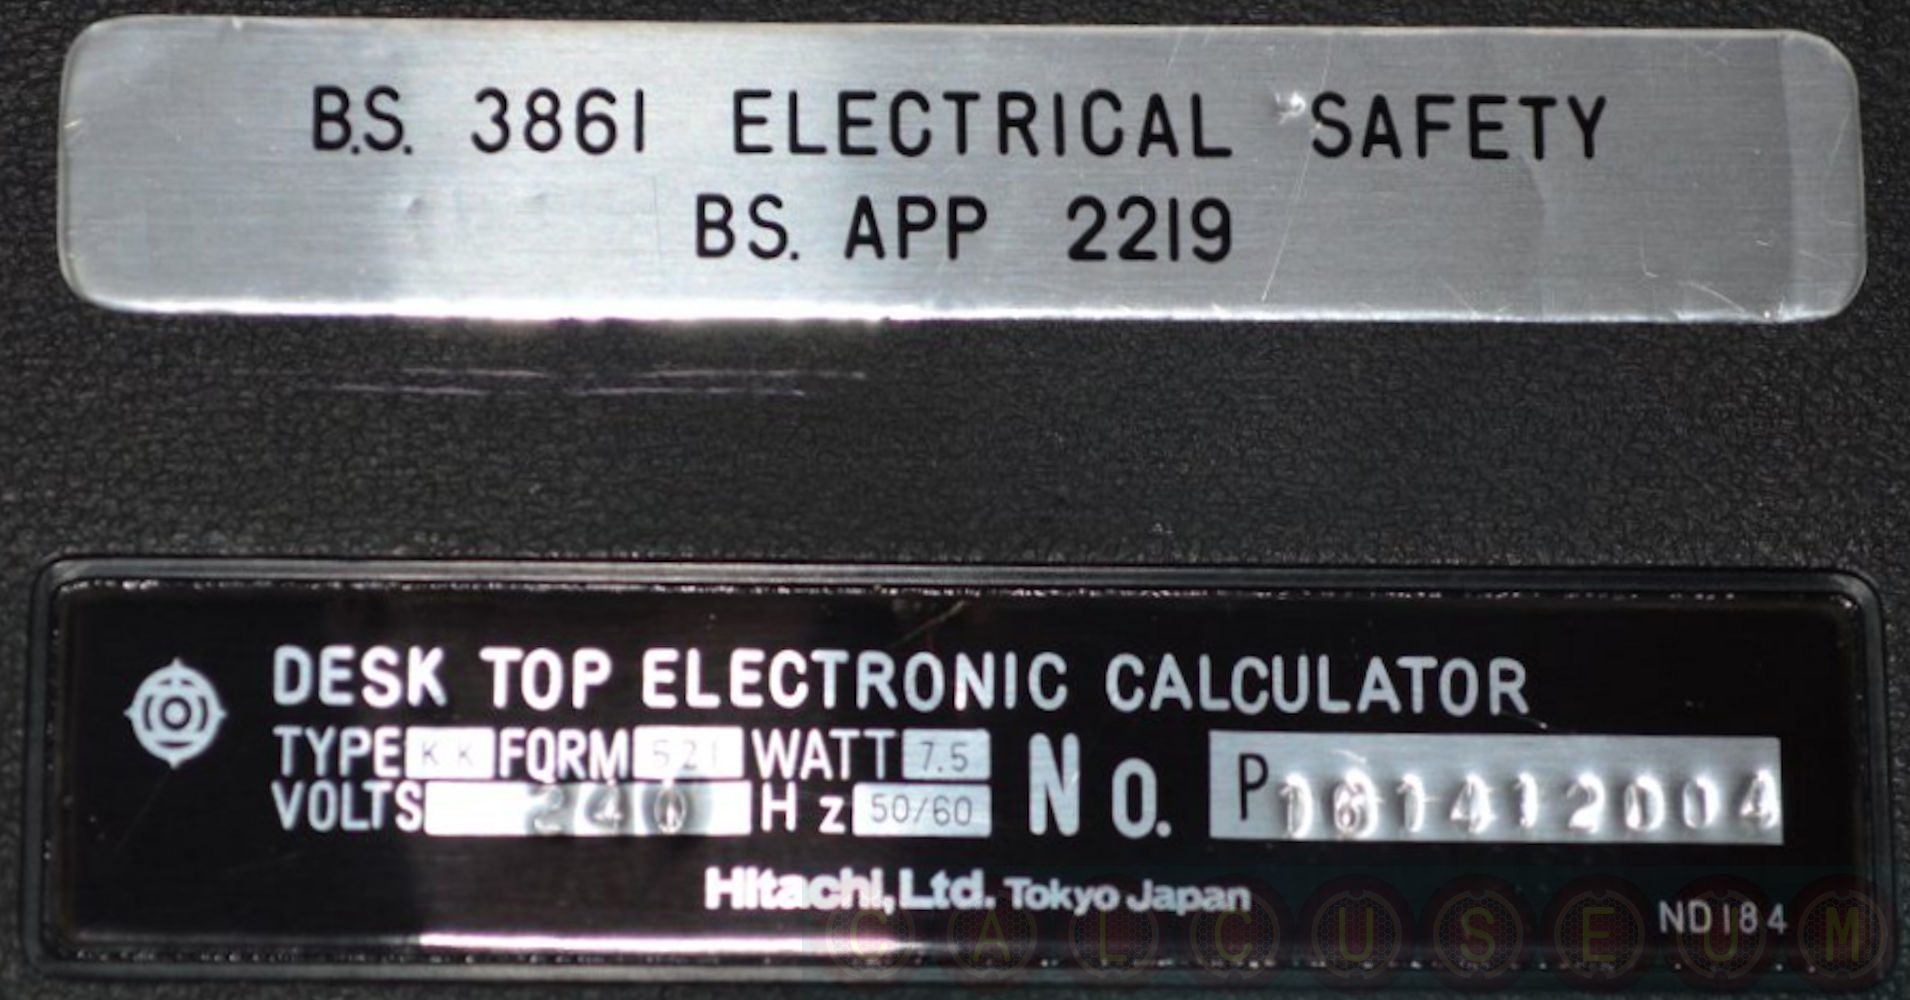 B.S. 3861 ELECTRICAL SAFETY
BS. APP 2219
DESK TOP ELECTRONIC CALCULATOR
TYPE KK FORM 521 WATT 7.5
VOLTS 240 Hz 50/60
No. P 161412004
Hitachi, Ltd. Tokyo Japan
ND184
CALCUSEUM